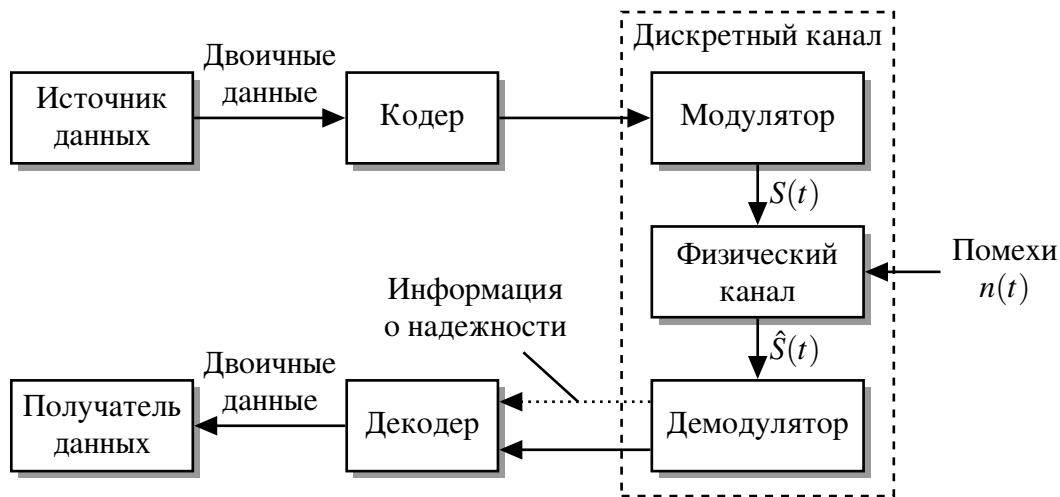 Дискретный канал
Двоичные
данные
Источник
данных
Кодер
Модулятор
S(t)
Физический
канал
Помехи
n(t)
Информация
о надежности
Ŝ(t)
Двоичные
данные
Получатель
данных
Декодер
Демодулятор